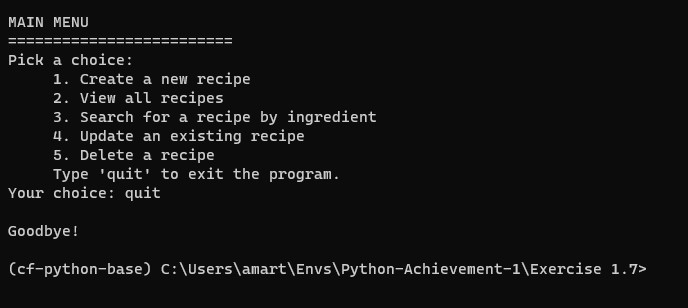 MAIN MENU
=========================
Pick a choice:
     1. Create a new recipe
     2. View all recipes
     3. Search for a recipe by ingredient
     4. Update an existing recipe
     5. Delete a recipe
     Type 'quit' to exit the program.
Your choice: quit
Goodbye!
(cf-python-base) C:\Users\amart\Envs\Python-Achievement-1\Exercise 1.7>